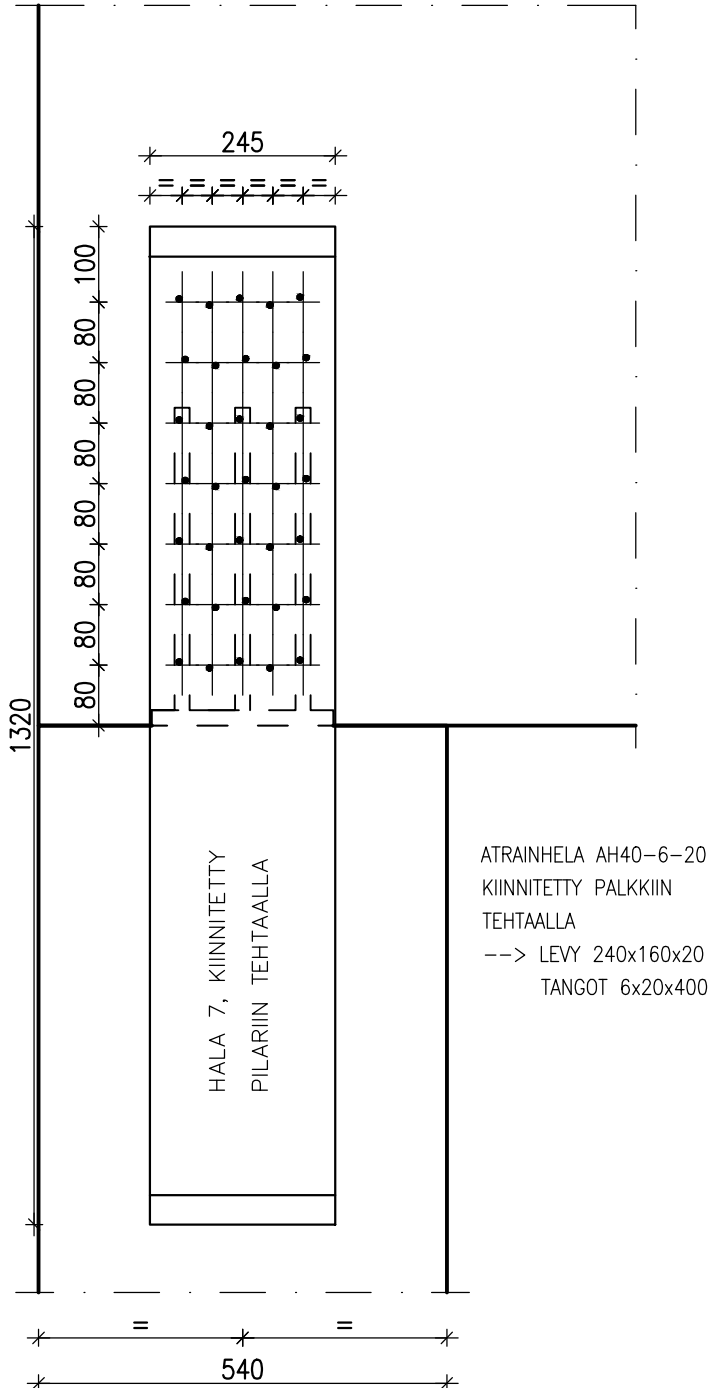 245
= = = = = =
100
80
80
80
80
80
80
80
1320
HALA 7, KIINNITETTY
PILARIIN TEHTAALLA
ATRAINHELA AH40-6-20
KIINNITETTY PALKKIIN
TEHTAALLA
--> LEVY 240x160x20
TANGOT 6x20x400
= =
540